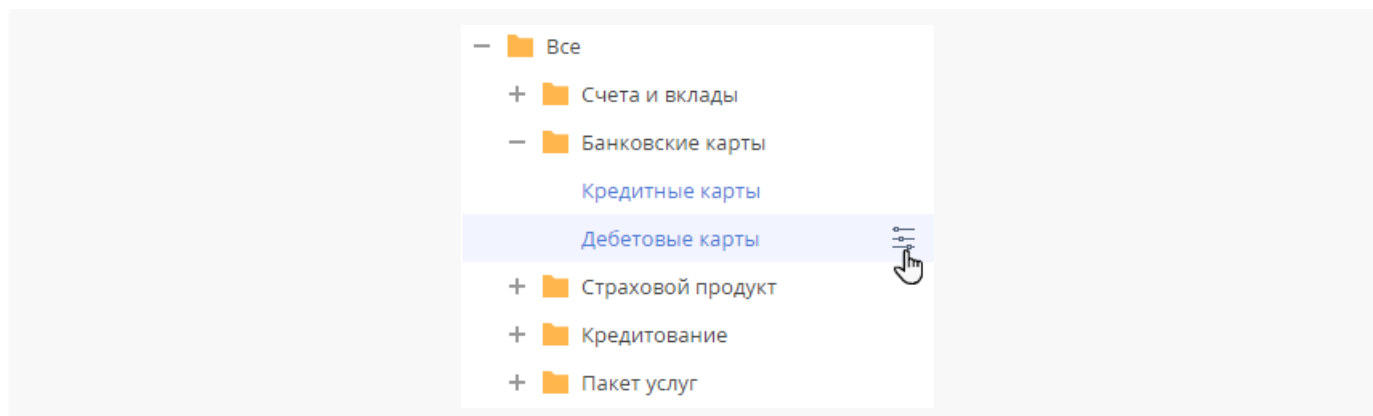 Все
Счета и вклады
Банковские карты
Кредитные карты
Дебетовые карты
Страховой продукт
Кредитование
Пакет услуг